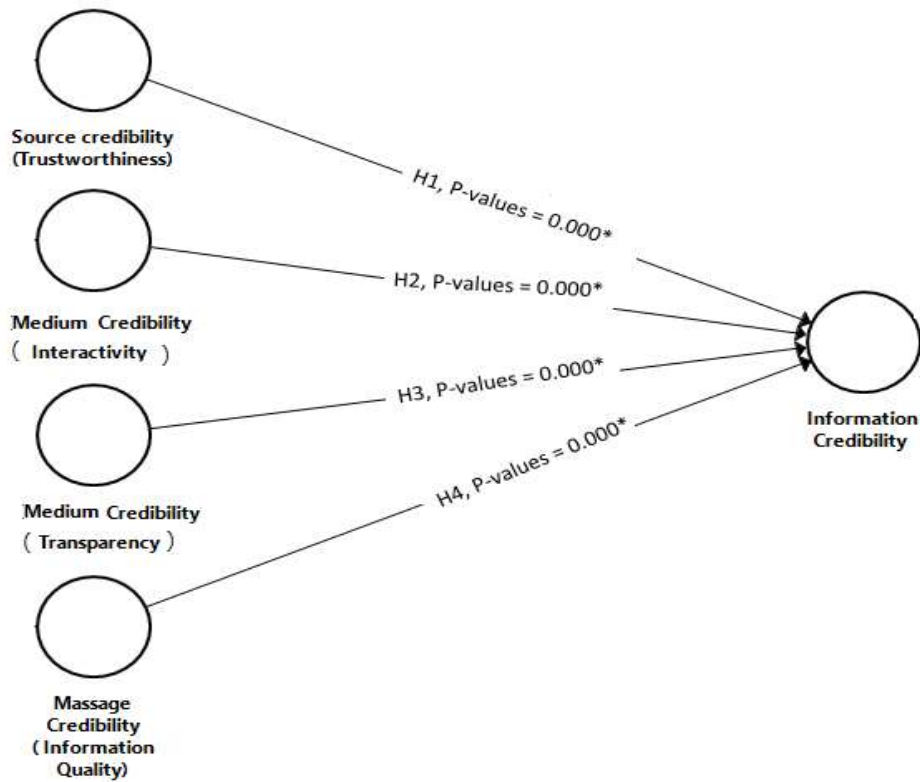 Source credibility
(Trustworthiness)
H1, P-values = 0.000*
Medium Credibility
( Interactivity )
H2, P-values = 0.000*
H3, P-values = 0.000*
Information
Credibility
Medium Credibility
( Transparency )
H4, P-values = 0.000*
Massage
Credibility
( Information
Quality)